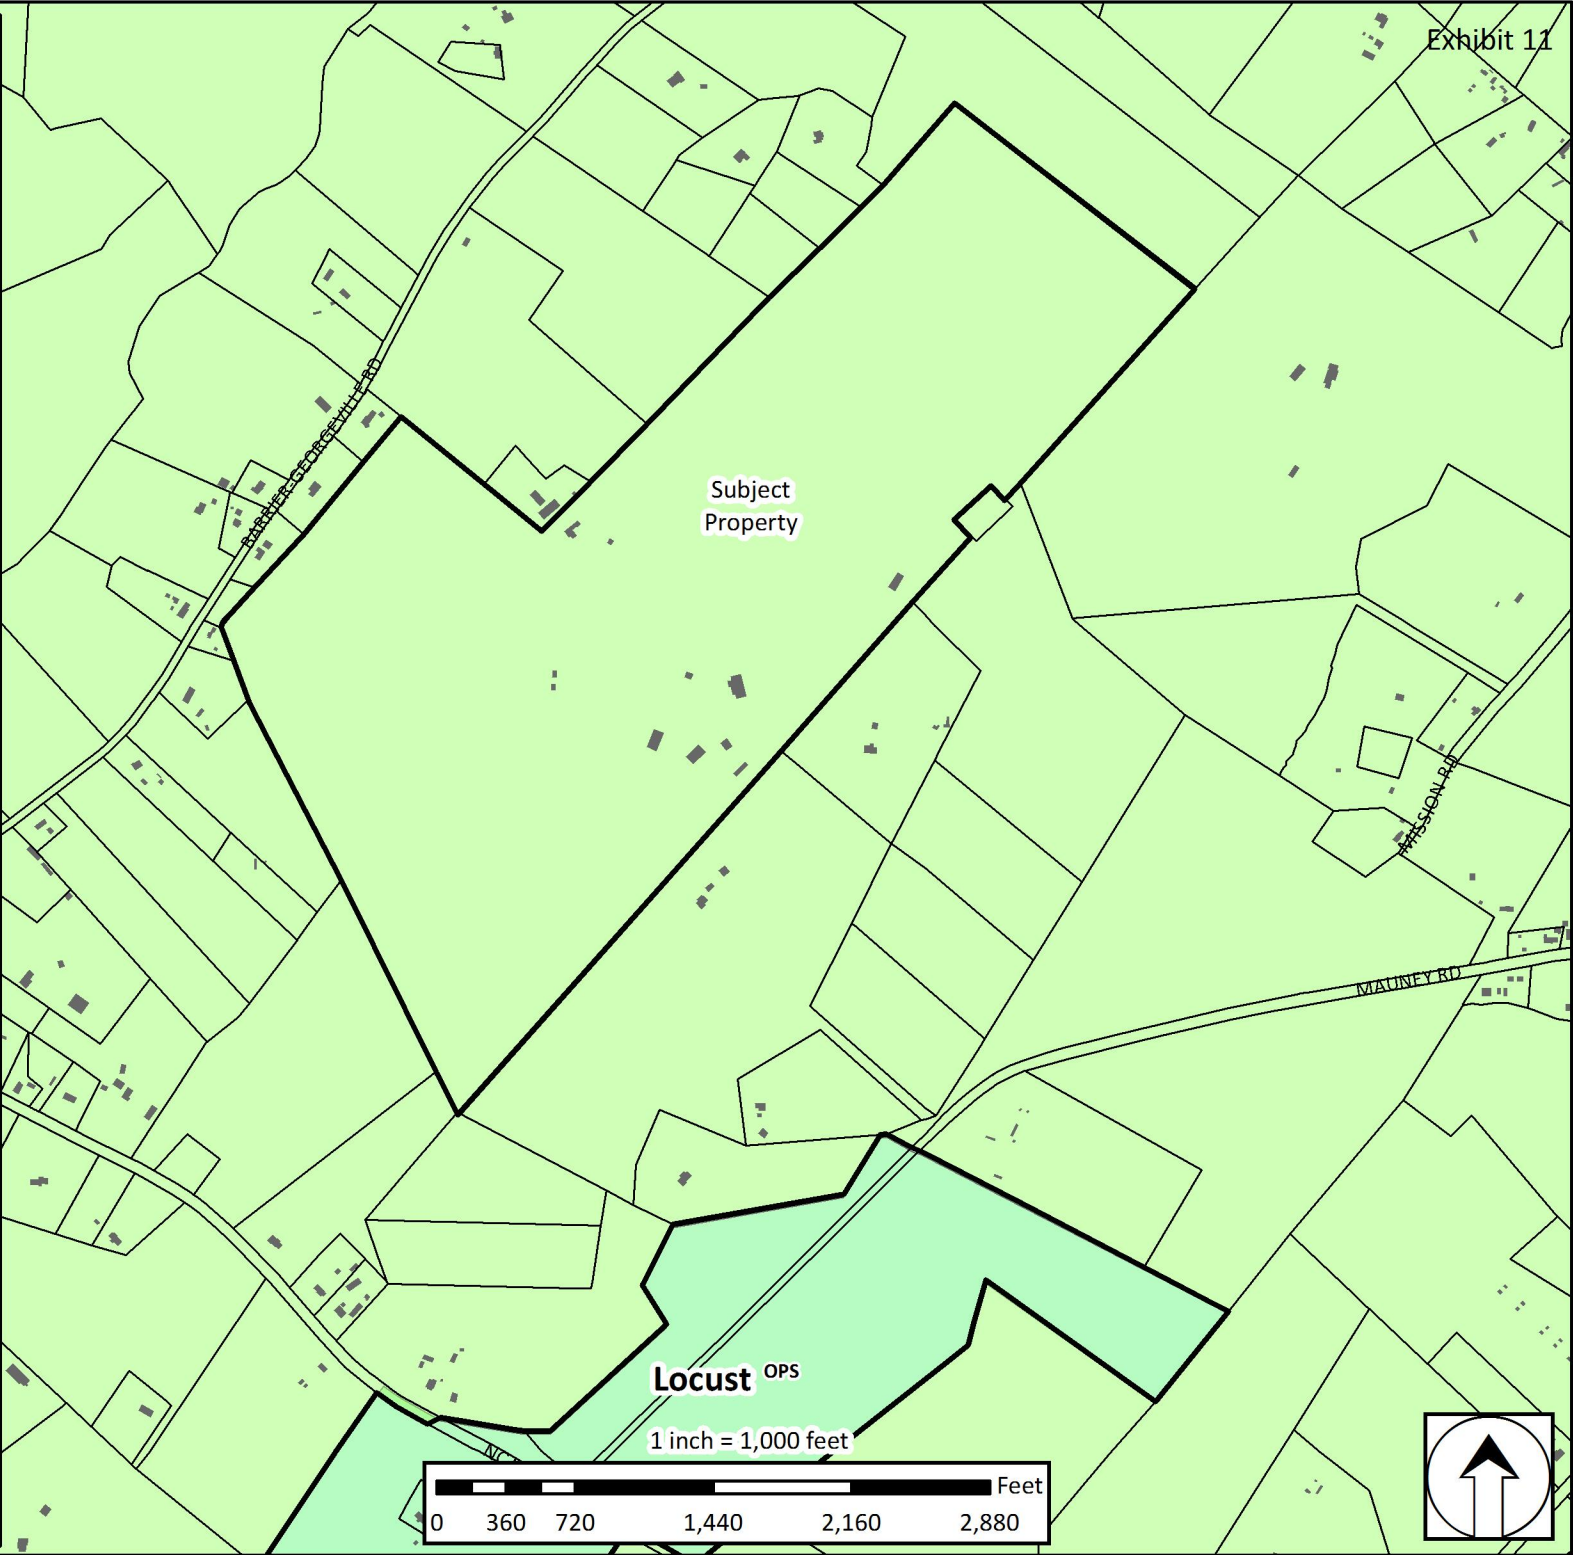 Exhibit 11
BARRIER-GEORGEVILLE RD
Subject
Property
MISSION RD
MAUNEY RD
Locust OPS
1 inch = 1,000 feet
NC
Feet
0 360 720 1,440 2,160 2,880